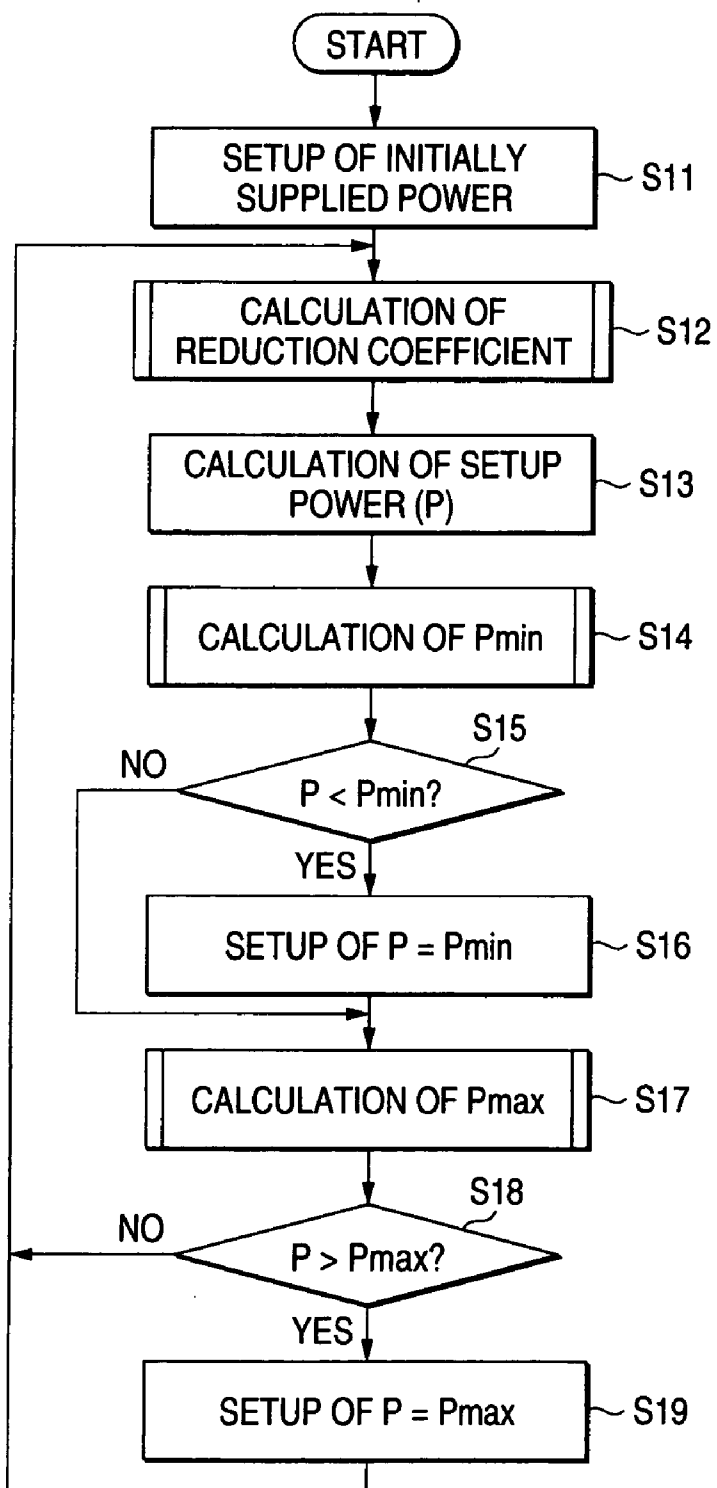 START
SETUP OF INITIALLY
SUPPLIED POWER
S11
CALCULATION OF
REDUCTION COEFFICIENT
S12
CALCULATION OF SETUP
POWER (P)
S13
CALCULATION OF Pmin
S14
S15
NO
P < Pmin?
YES
SETUP OF P = Pmin
S16
CALCULATION OF Pmax
S17
S18
NO
P > Pmax?
YES
SETUP OF P = Pmax
S19